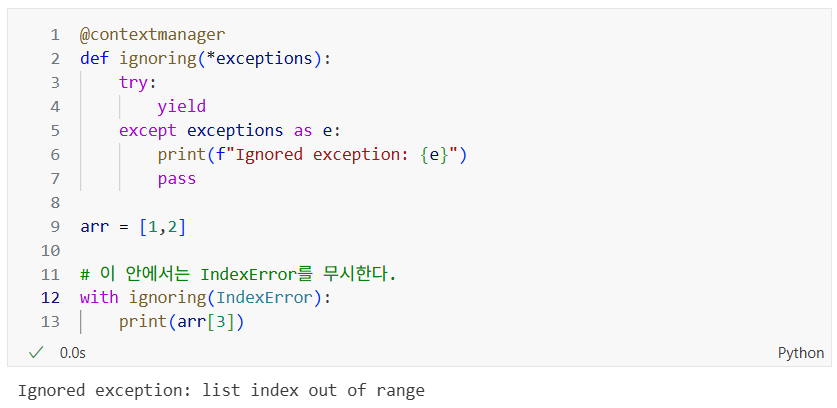 1 @contextmanager
2 def ignoring(*exceptions):
3     try:
4         yield
5     except exceptions as e:
6         print(f"Ignored exception: {e}")
7         pass
8
9 arr = [1,2]
10
11 # 이 안에서는 IndexError를 무시한다.
12 with ignoring(IndexError):
13     print(arr[3])
✓ 0.0s Python
Ignored exception: list index out of range